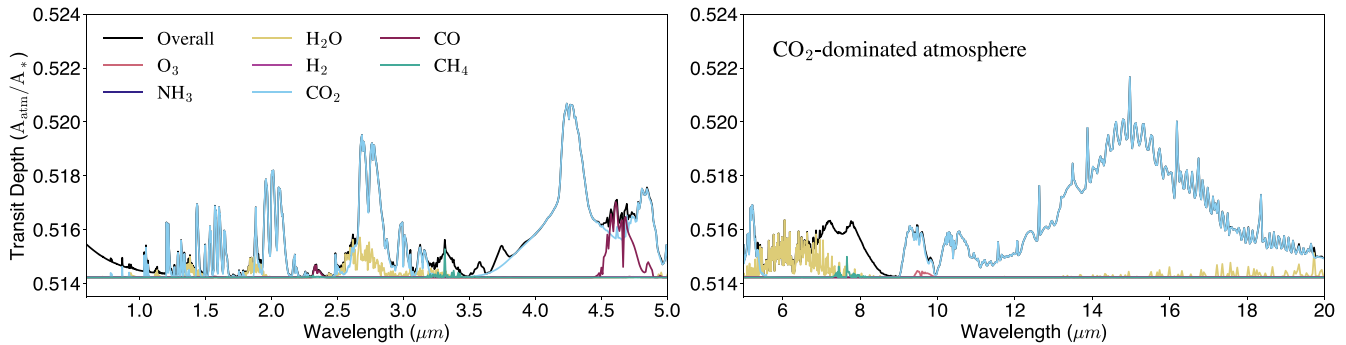 Transit Depth (A_atm/A_*)
0.524
0.522
0.520
0.518
0.516
0.514
Overall
O₃
NH₃
H₂O
H₂
CO₂
CO
CH₄
1.0 1.5 2.0 2.5 3.0 3.5 4.0 4.5 5.0
Wavelength (μm)
0.524
0.522
0.520
0.518
0.516
0.514
CO₂-dominated atmosphere
6 8 10 12 14 16 18 20
Wavelength (μm)